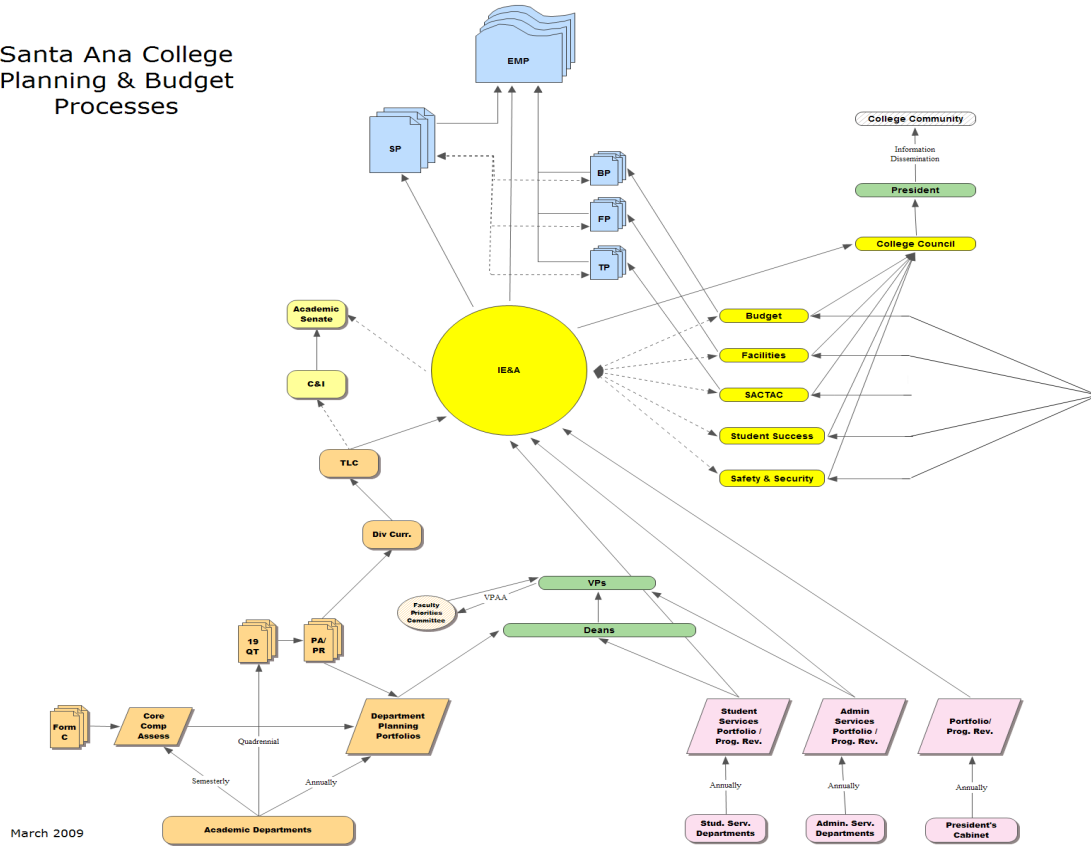 Santa Ana College
Planning & Budget
Processes
EMP
SP
BP
FP
TP
College Community
Information
Dissemination
President
College Council
Academic
Senate
C&I
IE&A
Budget
Facilities
SACTAC
Student Success
Safety & Security
TLC
Div Curr.
VPs
VPAA
Faculty
Priorities
Committee
Deans
19
QT
PA/
PR
Form
C
Core
Comp
Assess
Department
Planning
Portfolios
Student
Services
Portfolio /
Prog. Rev.
Admin
Services
Portfolio /
Prog. Rev.
Portfolio/
Prog. Rev.
Quadrennial
Semesterly
Annually
Annually
Annually
Annually
Academic Departments
Stud. Serv.
Departments
Admin. Serv.
Departments
President's
Cabinet
March 2009